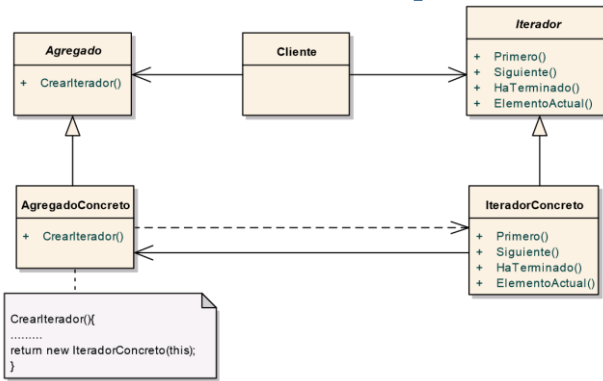 Agregado
+ CrearIterador()
Cliente
Iterador
+ Primero()
+ Siguiente()
+ HaTerminado()
+ ElementoActual()
AgregadoConcreto
+ CrearIterador()
IteradorConcreto
+ Primero()
+ Siguiente()
+ HaTerminado()
+ ElementoActual()
CrearIterador(){
.........
return new IteradorConcreto(this);
}